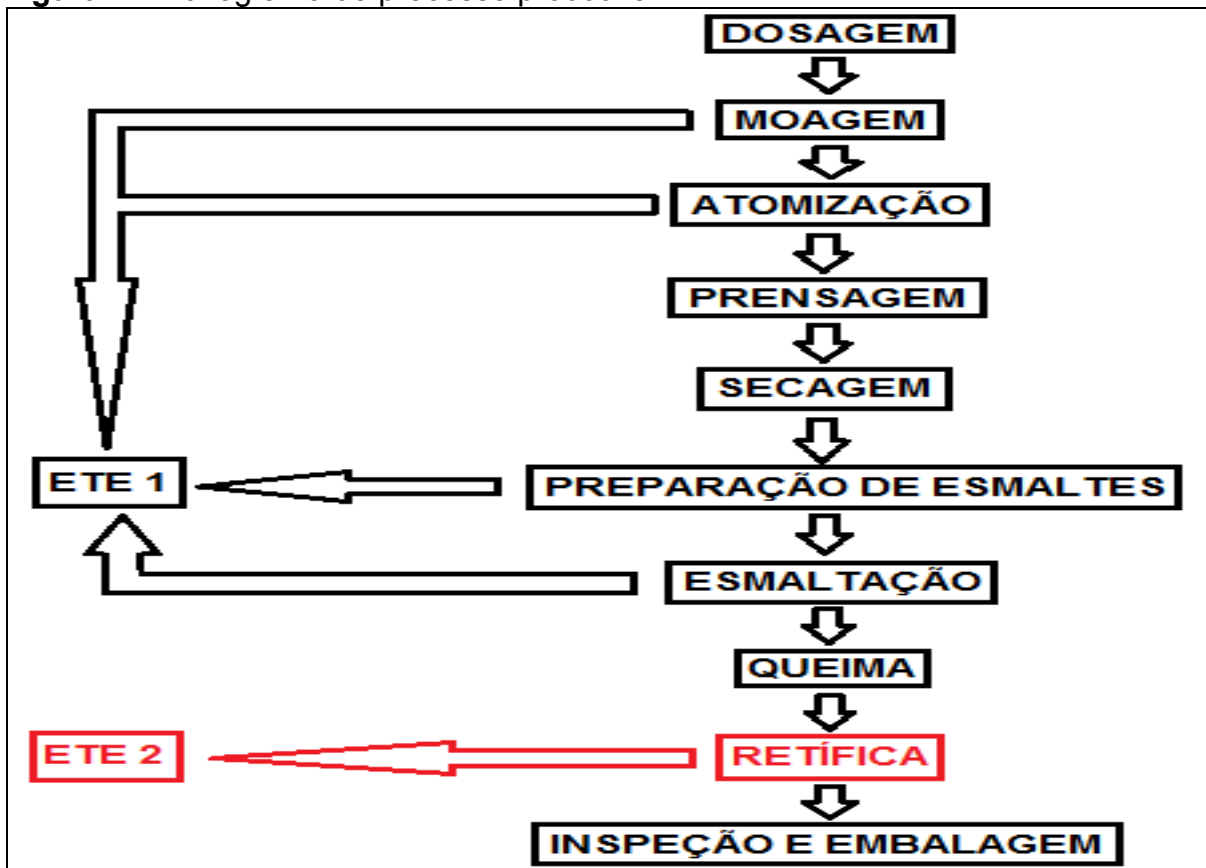 DOSAGEM
MOAGEM
ATOMIZAÇÃO
PRENSAGEM
SECAGEM
ETE 1
PREPARAÇÃO DE ESMALTES
ESMALTAÇÃO
QUEIMA
ETE 2
RETÍFICA
INSPEÇÃO E EMBALAGEM